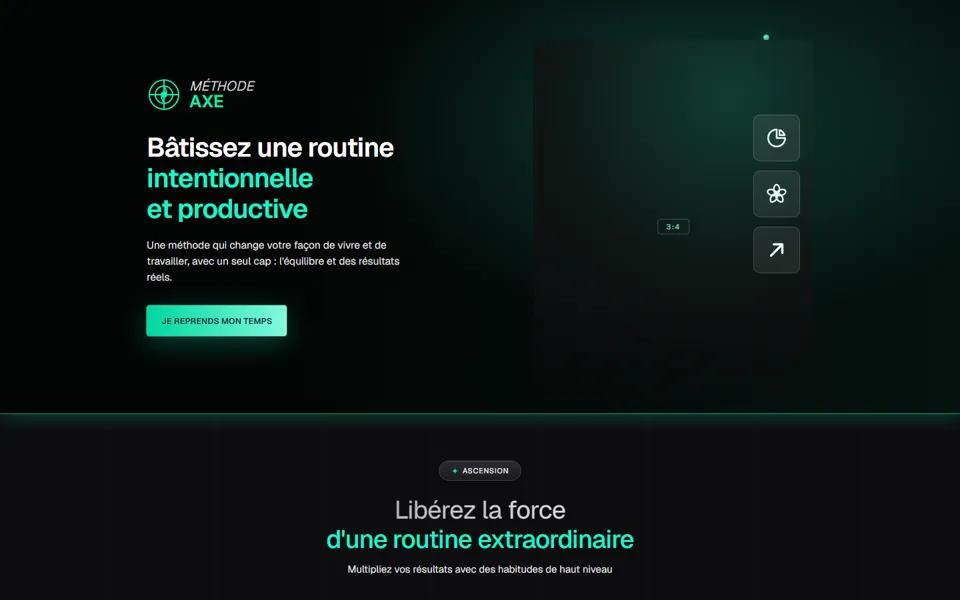 MÉTHODE
AXE
Bâtissez une routine
intentionnelle
et productive
Une méthode qui change votre façon de vivre et de
travailler, avec un seul cap : l'équilibre et des résultats
réels.
JE REPRENDS MON TEMPS
3:4
ASCENSION
Libérez la force
d'une routine extraordinaire
Multipliez vos résultats avec des habitudes de haut niveau